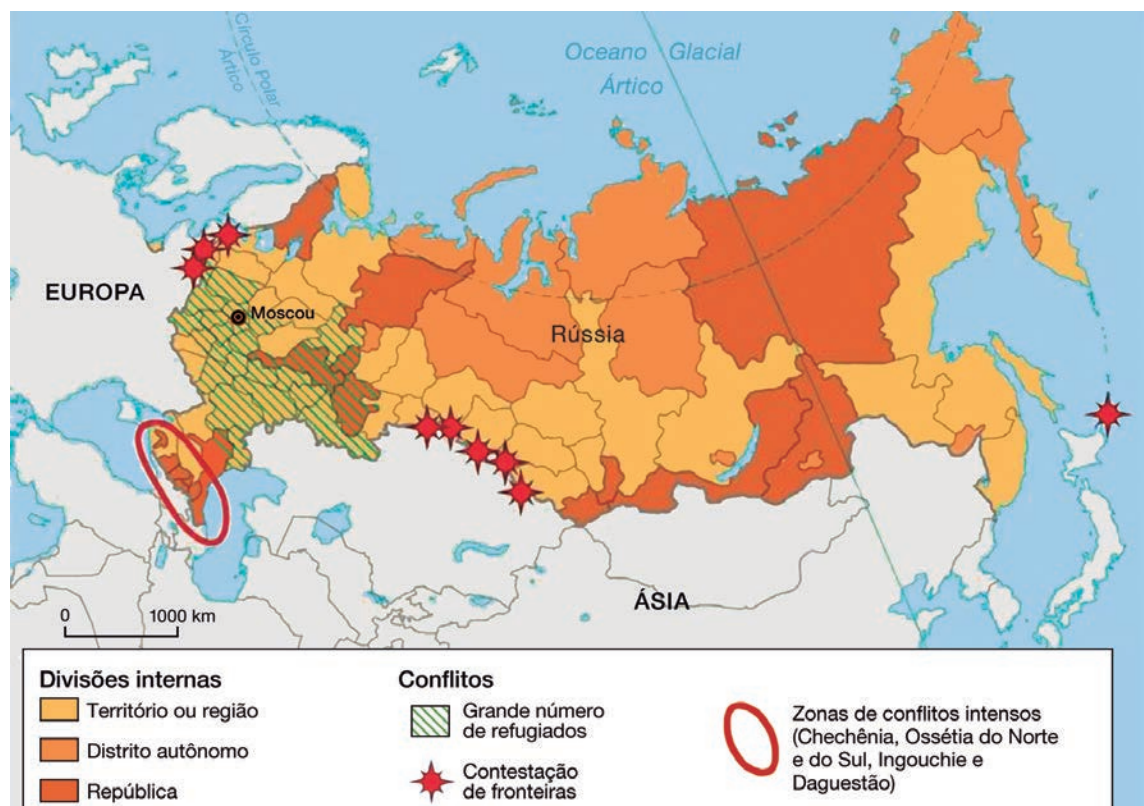 Círculo Polar
Ártico
Oceano Glacial
Ártico
EUROPA
Moscou
Rússia
ÁSIA
0 1000 km
Divisões internas
Território ou região
Distrito autônomo
República
Conflitos
Grande número
de refugiados
Contestação
de fronteiras
Zonas de conflitos intensos
(Chechênia, Ossétia do Norte
e do Sul, Ingouchie e
Daguestão)